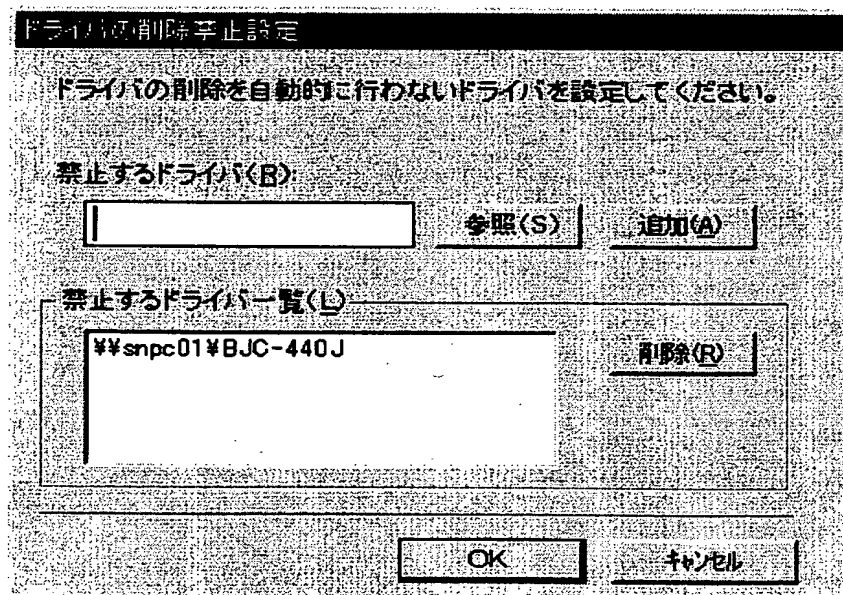 ドライバの削除禁止設定
ドライバの削除を自動的に行わないドライバを設定してください。
禁止するドライバ(R):
参照(S) 追加(A)
禁止するドライバ一覧(L)
¥¥snpc01¥BJC-440J
削除(R)
OK キャンセル